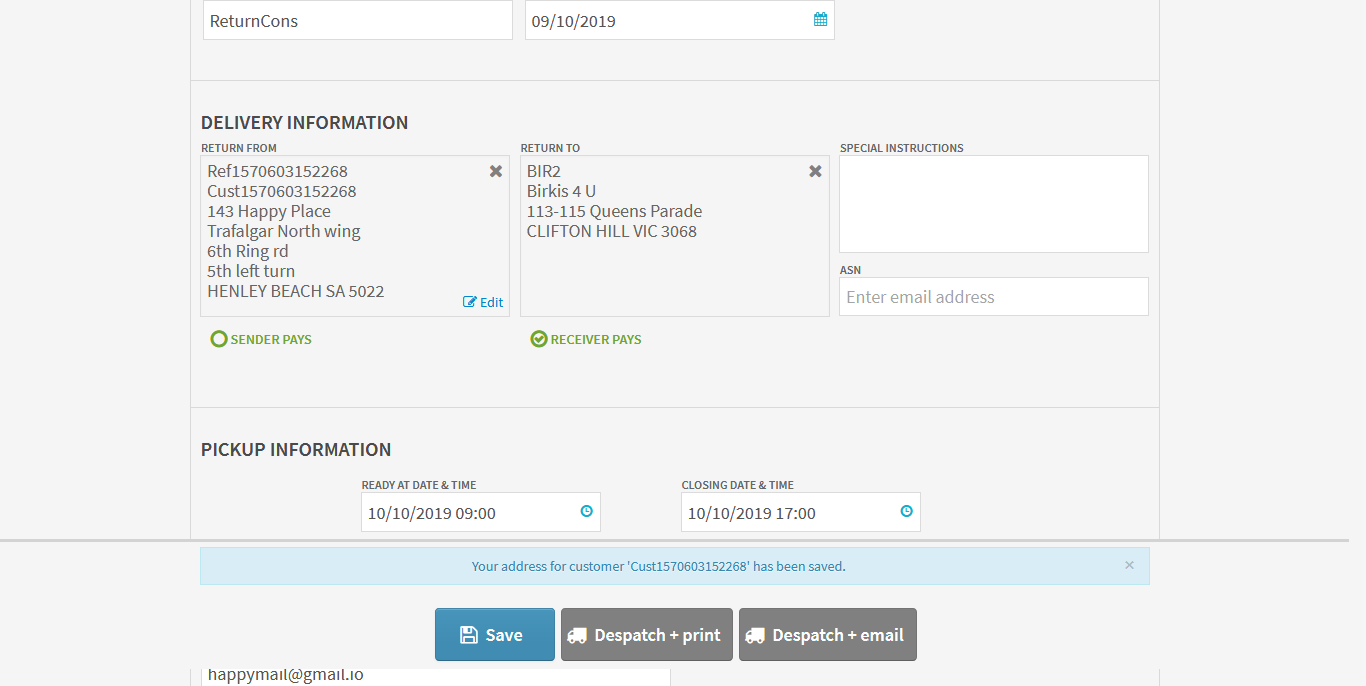 ReturnCons
09/10/2019
DELIVERY INFORMATION
RETURN FROM
Ref1570603152268
Cust1570603152268
143 Happy Place
Trafalgar North wing
6th Ring rd
5th left turn
HENLEY BEACH SA 5022
Edit
SENDER PAYS
RETURN TO
BIR2
Birkis 4 U
113-115 Queens Parade
CLIFTON HILL VIC 3068
RECEIVER PAYS
SPECIAL INSTRUCTIONS
ASN
Enter email address
PICKUP INFORMATION
READY AT DATE & TIME
10/10/2019 09:00
CLOSING DATE & TIME
10/10/2019 17:00
Your address for customer 'Cust1570603152268' has been saved.
Save
Despatch + print
Despatch + email
happymail@gmail.io